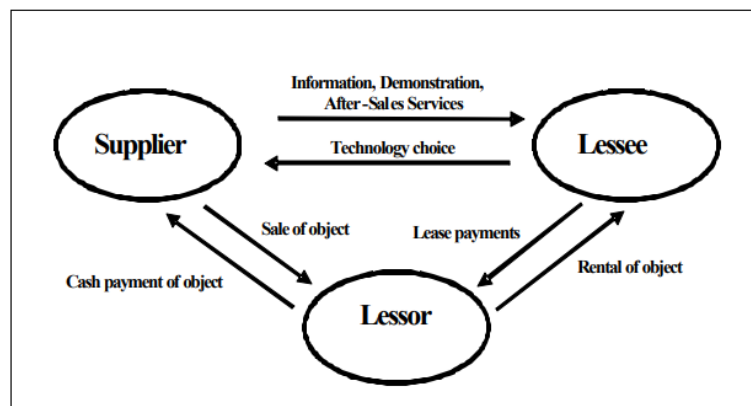 Information, Demonstration,
After-Sales Services
Supplier
Lessee
Technology choice
Sale of object
Lease payments
Cash payment of object
Rental of object
Lessor